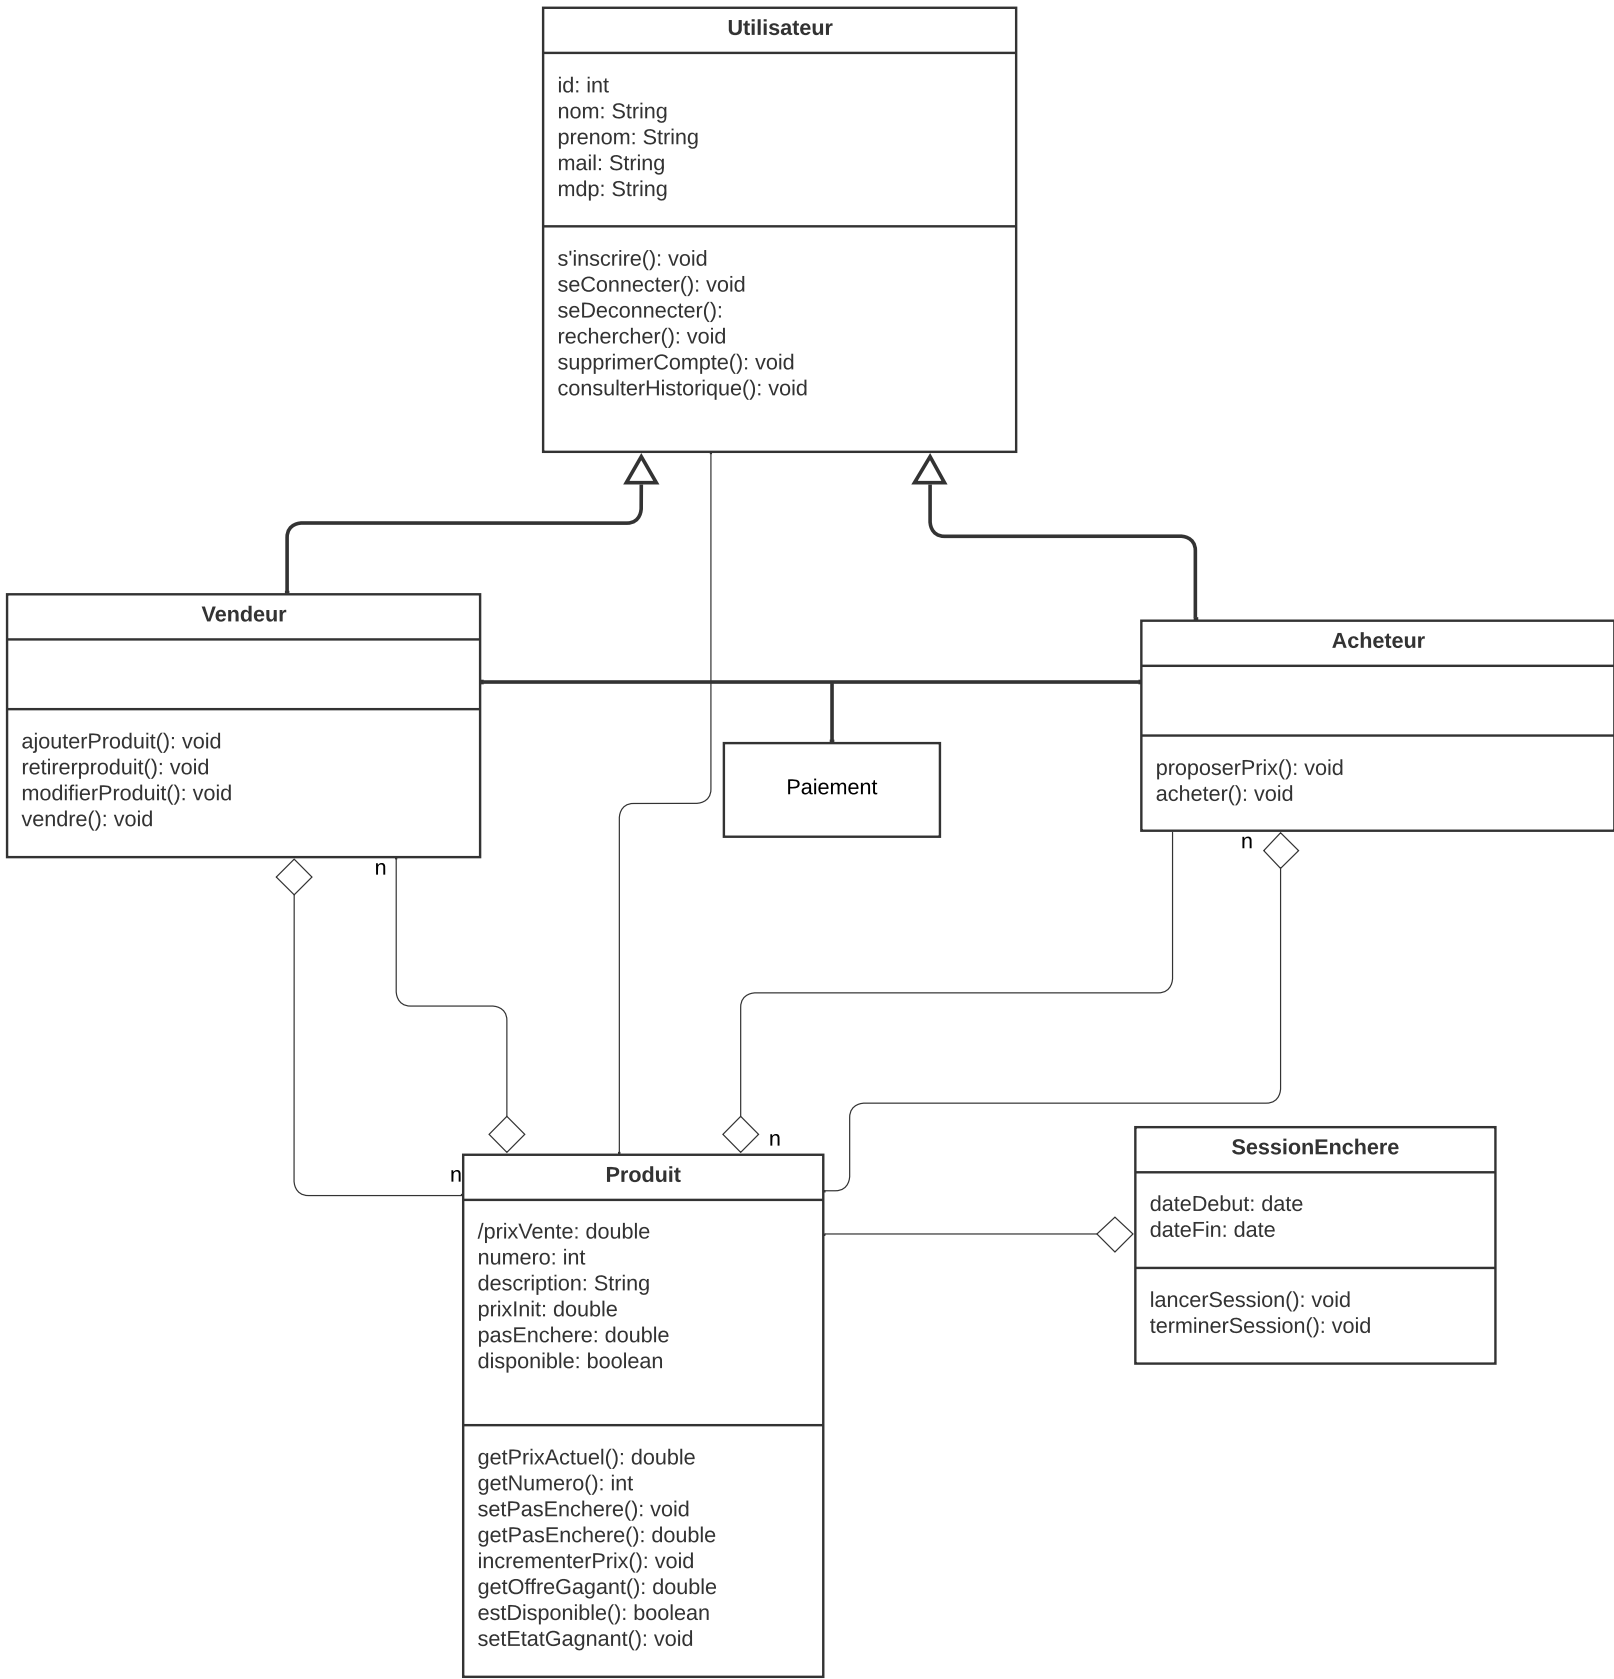 Utilisateur
id: int
nom: String
prenom: String
mail: String
mdp: String
s'inscrire(): void
seConnecter(): void
seDeconnecter():
rechercher(): void
supprimerCompte(): void
consulterHistorique(): void
Vendeur
ajouterProduit(): void
retirerproduit(): void
modifierProduit(): void
vendre(): void
Paiement
Acheteur
proposerPrix(): void
acheter(): void
n
n
n
n
Produit
/prixVente: double
numero: int
description: String
prixInit: double
pasEnchere: double
disponible: boolean
getPrixActuel(): double
getNumero(): int
setPasEnchere(): void
getPasEnchere(): double
incrementerPrix(): void
getOffreGagant(): double
estDisponible(): boolean
setEtatGagnant(): void
SessionEnchere
dateDebut: date
dateFin: date
lancerSession(): void
terminerSession(): void